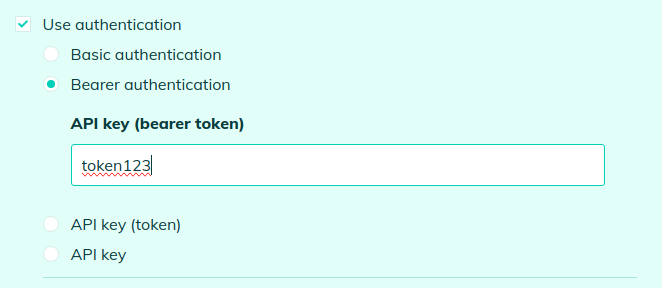 Use authentication
Basic authentication
Bearer authentication
API key (bearer token)
token123
API key (token)
API key